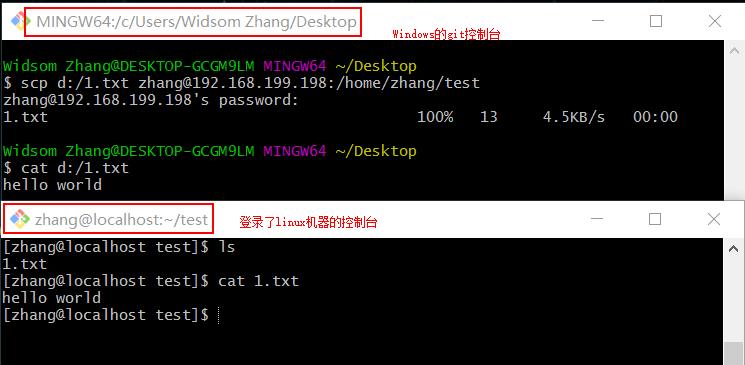 MINGW64:/c/Users/Widsom Zhang/Desktop
Windows的git控制台
Widsom Zhang@DESKTOP-GCGM9LM MINGW64 ~/Desktop
$ scp d:/1.txt zhang@192.168.199.198:/home/zhang/test
zhang@192.168.199.198's password:
1.txt 100% 13 4.5KB/s 00:00
Widsom Zhang@DESKTOP-GCGM9LM MINGW64 ~/Desktop
$ cat d:/1.txt
hello world
zhang@localhost:~/test
登录了linux机器的控制台
[zhang@localhost test]$ ls
1.txt
[zhang@localhost test]$ cat 1.txt
hello world
[zhang@localhost test]$